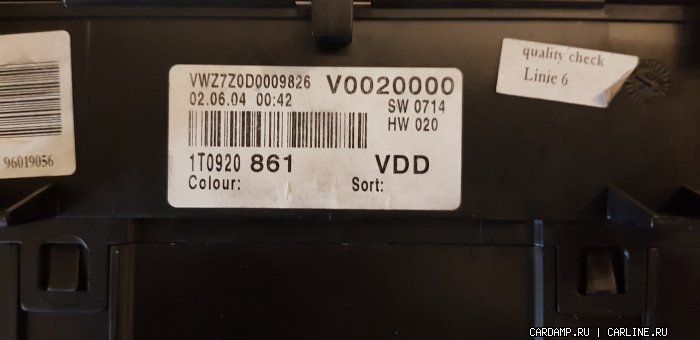 VWZ7Z0D0009826 V0020000
02.06.04 00:42 SW 0714
HW 020
1T0920 861 VDD
Colour: Sort:
quality check
Linie 6
96019056
CARDAMP.RU | CARLINE.RU